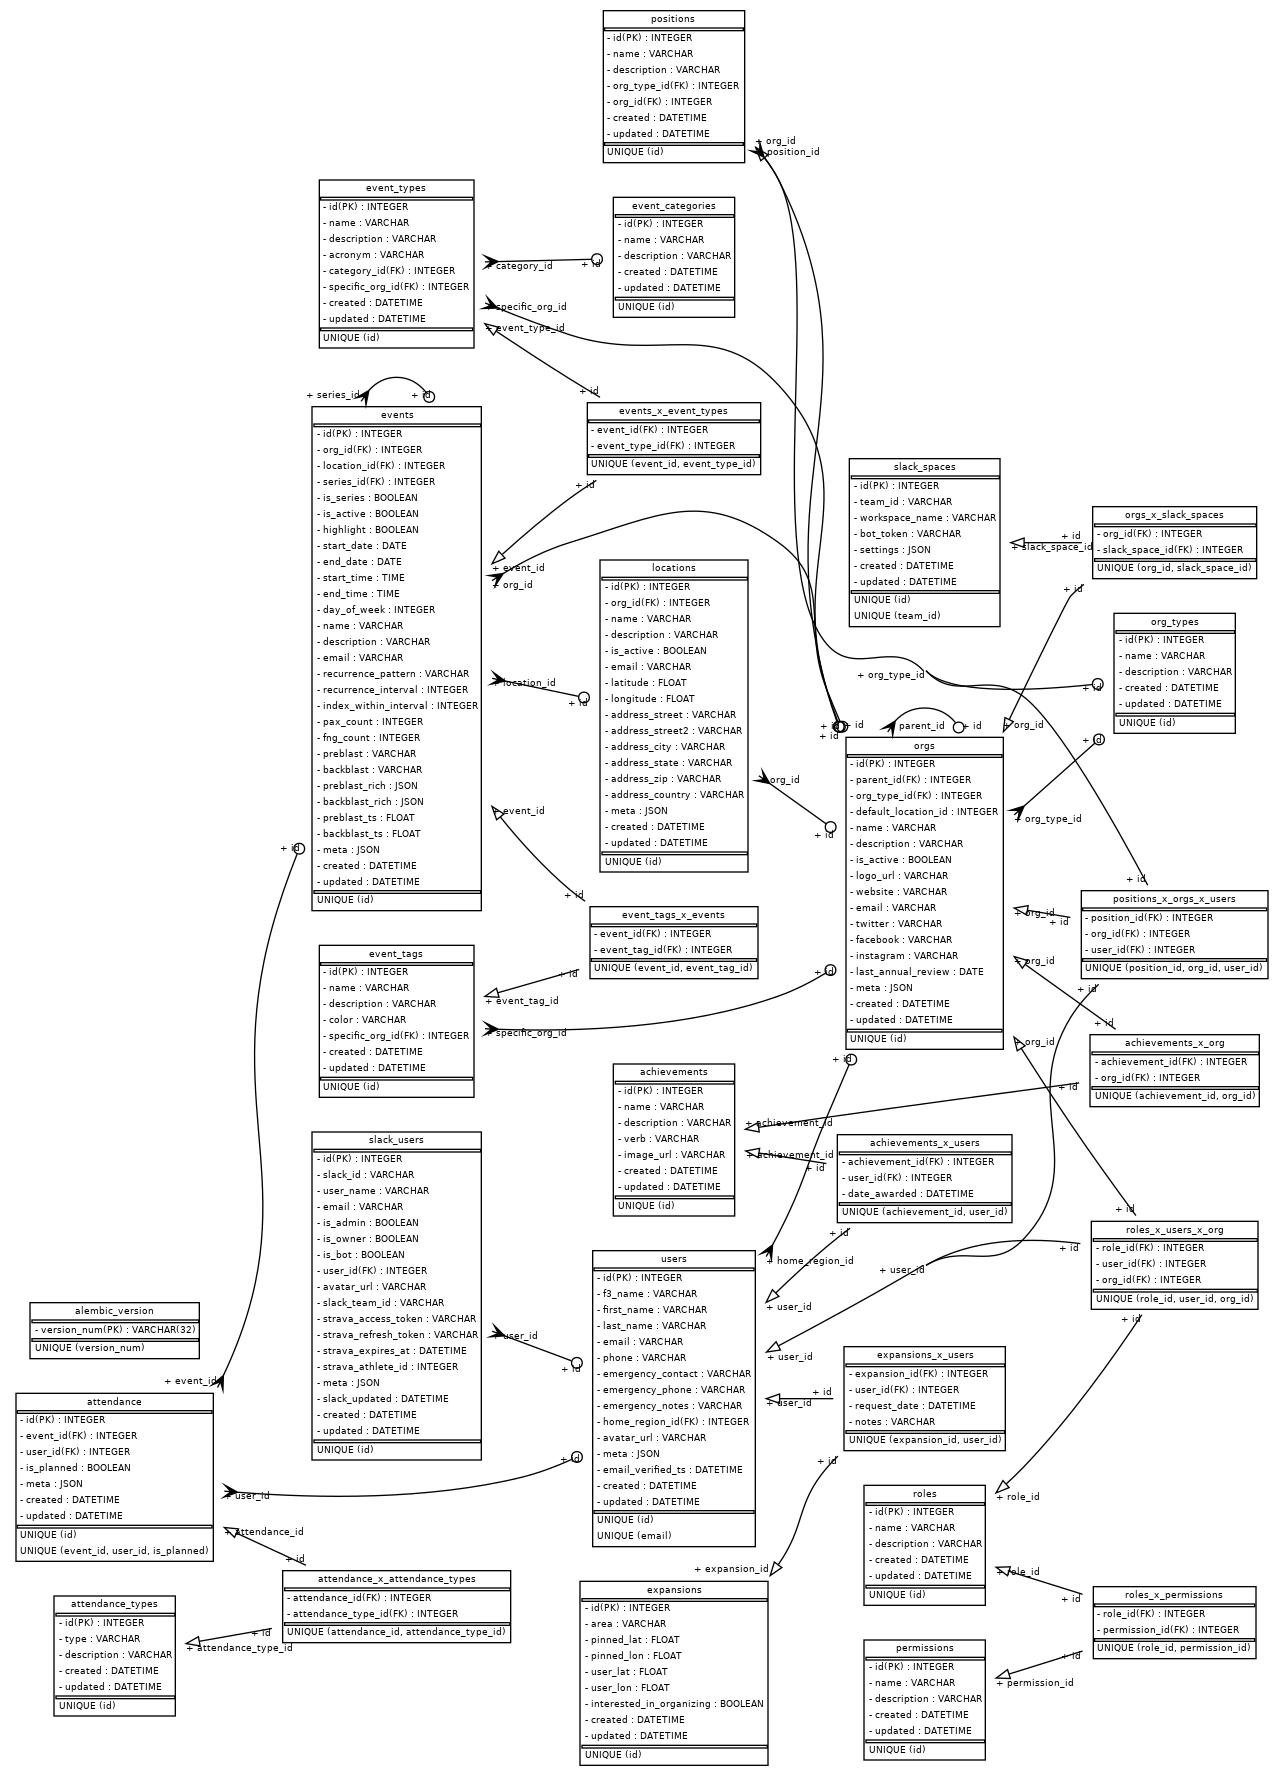 positions
- id(PK) : INTEGER
- name : VARCHAR
- description : VARCHAR
- org_type_id(FK) : INTEGER
- org_id(FK) : INTEGER
- created : DATETIME
- updated : DATETIME
UNIQUE (id)
+ org_id
position_id
event_types
- id(PK) : INTEGER
- name : VARCHAR
- description : VARCHAR
- acronym : VARCHAR
- category_id(FK) : INTEGER
- specific_org_id(FK) : INTEGER
- created : DATETIME
- updated : DATETIME
UNIQUE (id)
+ category_id
+ id
specific_org_id
+ event_type_id
+ id
event_categories
- id(PK) : INTEGER
- name : VARCHAR
- description : VARCHAR
- created : DATETIME
- updated : DATETIME
UNIQUE (id)
+ series_id
+ id
events
- id(PK) : INTEGER
- org_id(FK) : INTEGER
- location_id(FK) : INTEGER
- series_id(FK) : INTEGER
- is_series : BOOLEAN
- is_active : BOOLEAN
- highlight : BOOLEAN
- start_date : DATE
- end_date : DATE
- start_time : TIME
- end_time : TIME
- day_of_week : INTEGER
- name : VARCHAR
- description : VARCHAR
- email : VARCHAR
- recurrence_pattern : VARCHAR
- recurrence_interval : INTEGER
- index_within_interval : INTEGER
- pax_count : INTEGER
- fng_count : INTEGER
- preblast : VARCHAR
- backblast : VARCHAR
- preblast_rich : JSON
- backblast_rich : JSON
- preblast_ts : FLOAT
- backblast_ts : FLOAT
- meta : JSON
- created : DATETIME
- updated : DATETIME
UNIQUE (id)
events_x_event_types
- event_id(FK) : INTEGER
- event_type_id(FK) : INTEGER
UNIQUE (event_id, event_type_id)
+ id
+ event_id
+ org_id
location_id
+ id
+ event_id
+ id
+ id
locations
- id(PK) : INTEGER
- org_id(FK) : INTEGER
- name : VARCHAR
- description : VARCHAR
- is_active : BOOLEAN
- email : VARCHAR
- latitude : FLOAT
- longitude : FLOAT
- address_street : VARCHAR
- address_street2 : VARCHAR
- address_city : VARCHAR
- address_state : VARCHAR
- address_zip : VARCHAR
- address_country : VARCHAR
- meta : JSON
- created : DATETIME
- updated : DATETIME
UNIQUE (id)
org_id
+ id
slack_spaces
- id(PK) : INTEGER
- team_id : VARCHAR
- workspace_name : VARCHAR
- bot_token : VARCHAR
- settings : JSON
- created : DATETIME
- updated : DATETIME
UNIQUE (id)
UNIQUE (team_id)
+ id
+ slack_space_id
orgs_x_slack_spaces
- org_id(FK) : INTEGER
- slack_space_id(FK) : INTEGER
UNIQUE (org_id, slack_space_id)
+ id
org_types
- id(PK) : INTEGER
- name : VARCHAR
- description : VARCHAR
- created : DATETIME
- updated : DATETIME
UNIQUE (id)
+ org_type_id
+ id
+ id
+ id
+ id
parent_id
+ id
+ org_id
+ id
+ org_type_id
orgs
- id(PK) : INTEGER
- parent_id(FK) : INTEGER
- org_type_id(FK) : INTEGER
- default_location_id : INTEGER
- name : VARCHAR
- description : VARCHAR
- is_active : BOOLEAN
- logo_url : VARCHAR
- website : VARCHAR
- email : VARCHAR
- twitter : VARCHAR
- facebook : VARCHAR
- instagram : VARCHAR
- last_annual_review : DATE
- meta : JSON
- created : DATETIME
- updated : DATETIME
UNIQUE (id)
+ id
+ org_id
+ id
positions_x_orgs_x_users
- position_id(FK) : INTEGER
- org_id(FK) : INTEGER
- user_id(FK) : INTEGER
UNIQUE (position_id, org_id, user_id)
+ org_id
+ id
+ id
+ org_id
event_tags_x_events
- event_id(FK) : INTEGER
- event_tag_id(FK) : INTEGER
UNIQUE (event_id, event_tag_id)
+ id
+ event_tag_id
+ specific_org_id
+ id
event_tags
- id(PK) : INTEGER
- name : VARCHAR
- description : VARCHAR
- color : VARCHAR
- specific_org_id(FK) : INTEGER
- created : DATETIME
- updated : DATETIME
UNIQUE (id)
achievements_x_org
- achievement_id(FK) : INTEGER
- org_id(FK) : INTEGER
UNIQUE (achievement_id, org_id)
+ id
+ id
achievements
- id(PK) : INTEGER
- name : VARCHAR
- description : VARCHAR
- verb : VARCHAR
- image_url : VARCHAR
- created : DATETIME
- updated : DATETIME
UNIQUE (id)
+ achievement_id
+ achievement_id
+ id
achievements_x_users
- achievement_id(FK) : INTEGER
- user_id(FK) : INTEGER
- date_awarded : DATETIME
UNIQUE (achievement_id, user_id)
+ id
slack_users
- id(PK) : INTEGER
- slack_id : VARCHAR
- user_name : VARCHAR
- email : VARCHAR
- is_admin : BOOLEAN
- is_owner : BOOLEAN
- is_bot : BOOLEAN
- user_id(FK) : INTEGER
- avatar_url : VARCHAR
- slack_team_id : VARCHAR
- strava_access_token : VARCHAR
- strava_refresh_token : VARCHAR
- strava_expires_at : DATETIME
- strava_athlete_id : INTEGER
- meta : JSON
- slack_updated : DATETIME
- created : DATETIME
- updated : DATETIME
UNIQUE (id)
+ user_id
+ id
+ id
roles_x_users_x_org
- role_id(FK) : INTEGER
- user_id(FK) : INTEGER
- org_id(FK) : INTEGER
UNIQUE (role_id, user_id, org_id)
+ id
+ id
+ user_id
+ home_region_id
+ user_id
+ user_id
users
- id(PK) : INTEGER
- f3_name : VARCHAR
- first_name : VARCHAR
- last_name : VARCHAR
- email : VARCHAR
- phone : VARCHAR
- emergency_contact : VARCHAR
- emergency_phone : VARCHAR
- emergency_notes : VARCHAR
- home_region_id(FK) : INTEGER
- avatar_url : VARCHAR
- meta : JSON
- email_verified_ts : DATETIME
- created : DATETIME
- updated : DATETIME
UNIQUE (id)
UNIQUE (email)
+ id
+ user_id
expansions_x_users
- expansion_id(FK) : INTEGER
- user_id(FK) : INTEGER
- request_date : DATETIME
- notes : VARCHAR
UNIQUE (expansion_id, user_id)
+ id
alembic_version
- version_num(PK) : VARCHAR(32)
UNIQUE (version_num)
+ event_id
attendance
- id(PK) : INTEGER
- event_id(FK) : INTEGER
- user_id(FK) : INTEGER
- is_planned : BOOLEAN
- meta : JSON
- created : DATETIME
- updated : DATETIME
UNIQUE (id)
UNIQUE (event_id, user_id, is_planned)
+ user_id
+ id
+ attendance_id
+ id
attendance_x_attendance_types
- attendance_id(FK) : INTEGER
- attendance_type_id(FK) : INTEGER
UNIQUE (attendance_id, attendance_type_id)
+ id
+ attendance_type_id
attendance_types
- id(PK) : INTEGER
- type : VARCHAR
- description : VARCHAR
- created : DATETIME
- updated : DATETIME
UNIQUE (id)
+ expansion_id
expansions
- id(PK) : INTEGER
- area : VARCHAR
- pinned_lat : FLOAT
- pinned_lon : FLOAT
- user_lat : FLOAT
- user_lon : FLOAT
- interested_in_organizing : BOOLEAN
- created : DATETIME
- updated : DATETIME
UNIQUE (id)
roles
- id(PK) : INTEGER
- name : VARCHAR
- description : VARCHAR
- created : DATETIME
- updated : DATETIME
UNIQUE (id)
+ role_id
+ role_id
+ id
roles_x_permissions
- role_id(FK) : INTEGER
- permission_id(FK) : INTEGER
UNIQUE (role_id, permission_id)
+ id
+ permission_id
permissions
- id(PK) : INTEGER
- name : VARCHAR
- description : VARCHAR
- created : DATETIME
- updated : DATETIME
UNIQUE (id)